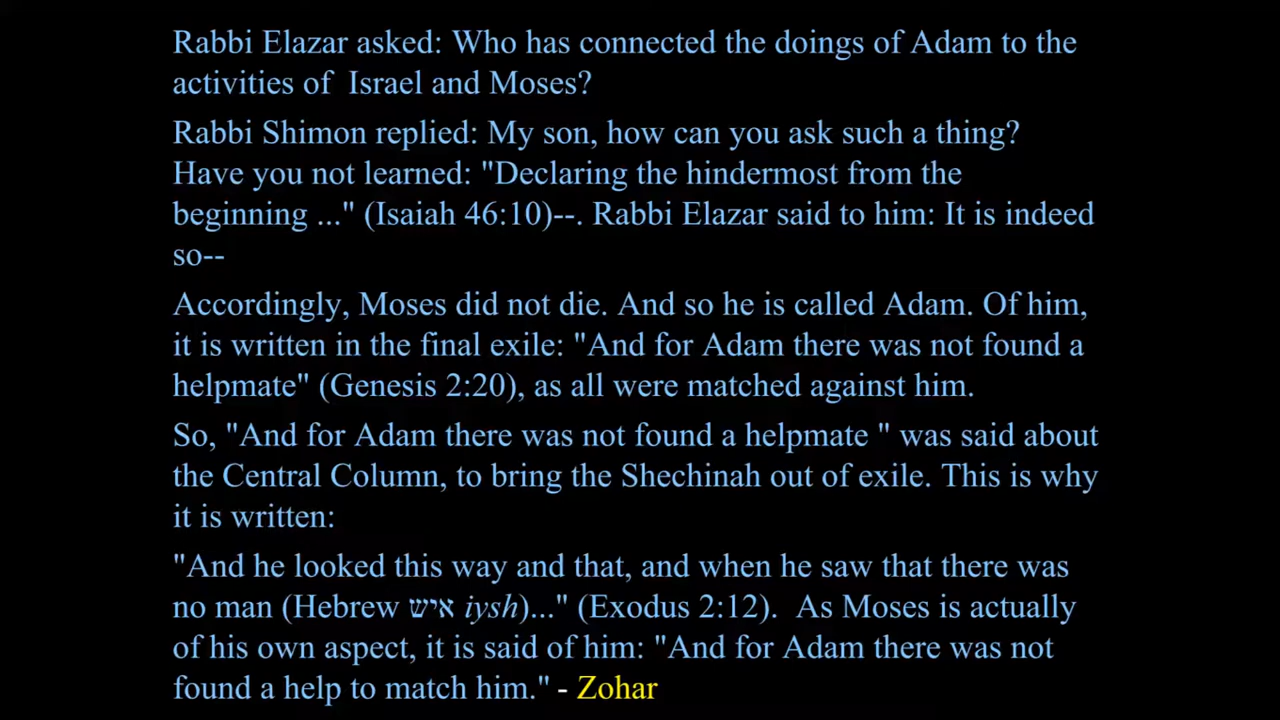 Rabbi Elazar asked: Who has connected the doings of Adam to the
activities of  Israel and Moses?
Rabbi Shimon replied: My son, how can you ask such a thing?
Have you not learned: "Declaring the hindermost from the
beginning ..." (Isaiah 46:10)--. Rabbi Elazar said to him: It is indeed
so--
Accordingly, Moses did not die. And so he is called Adam. Of him,
it is written in the final exile: "And for Adam there was not found a
helpmate" (Genesis 2:20), as all were matched against him.
So, "And for Adam there was not found a helpmate " was said about
the Central Column, to bring the Shechinah out of exile. This is why
it is written:
"And he looked this way and that, and when he saw that there was
no man (Hebrew איש iysh)..." (Exodus 2:12).  As Moses is actually
of his own aspect, it is said of him: "And for Adam there was not
found a help to match him." - Zohar